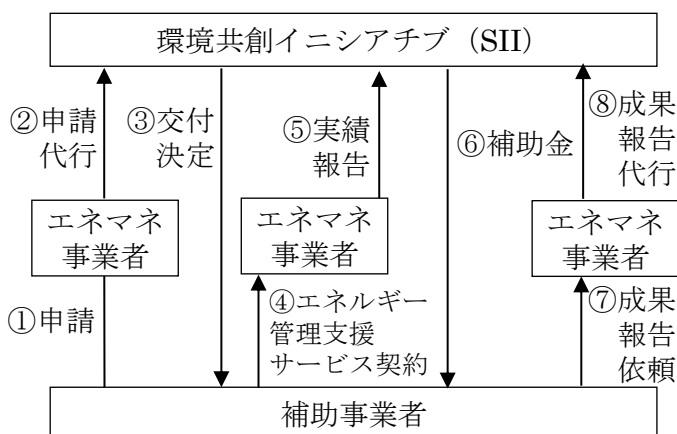 環境共創イニシアチブ（SII）
②申請
代行
③交付
決定
⑤実績
報告
⑥補助金
⑧成果
報告
代行
エネマネ
事業者
エネマネ
事業者
エネマネ
事業者
①申請
④エネルギー
管理支援
サービス契約
⑦成果
報告
依頼
補助事業者